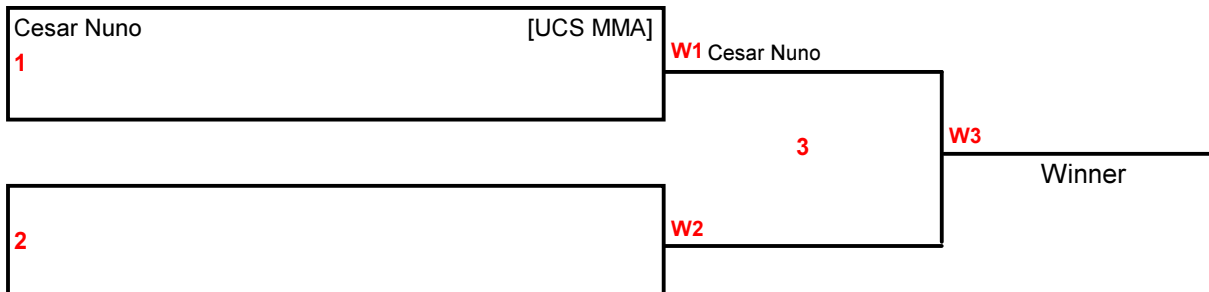 Cesar Nuno [UCS MMA]
1
W1 Cesar Nuno
3
W3
Winner
2
W2